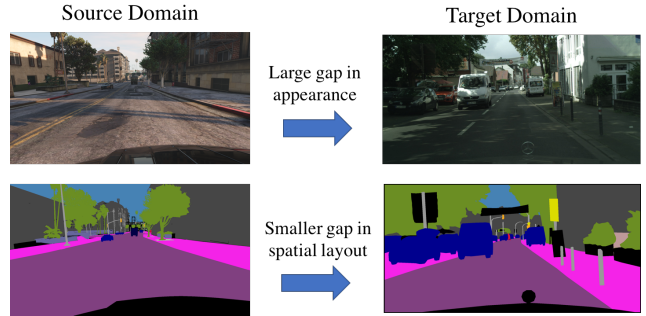 Source Domain
Target Domain
Large gap in
appearance
Smaller gap in
spatial layout